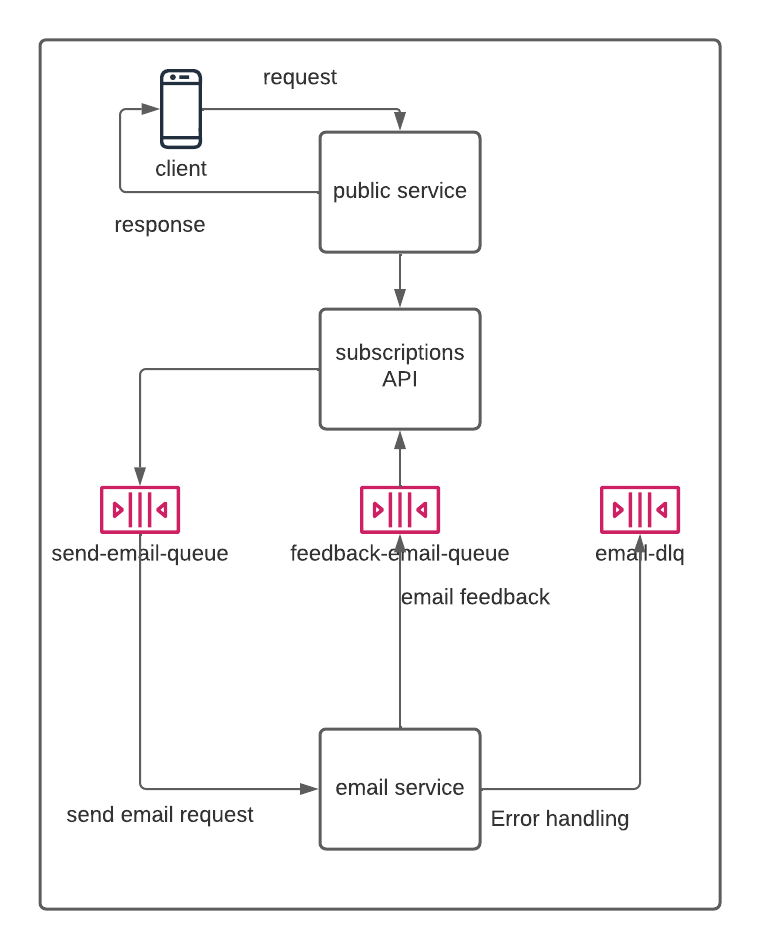 request
client
public service
response
subscriptions
API
send-email-queue
feedback-email-queue
email-dlq
email feedback
email service
send email request
Error handling